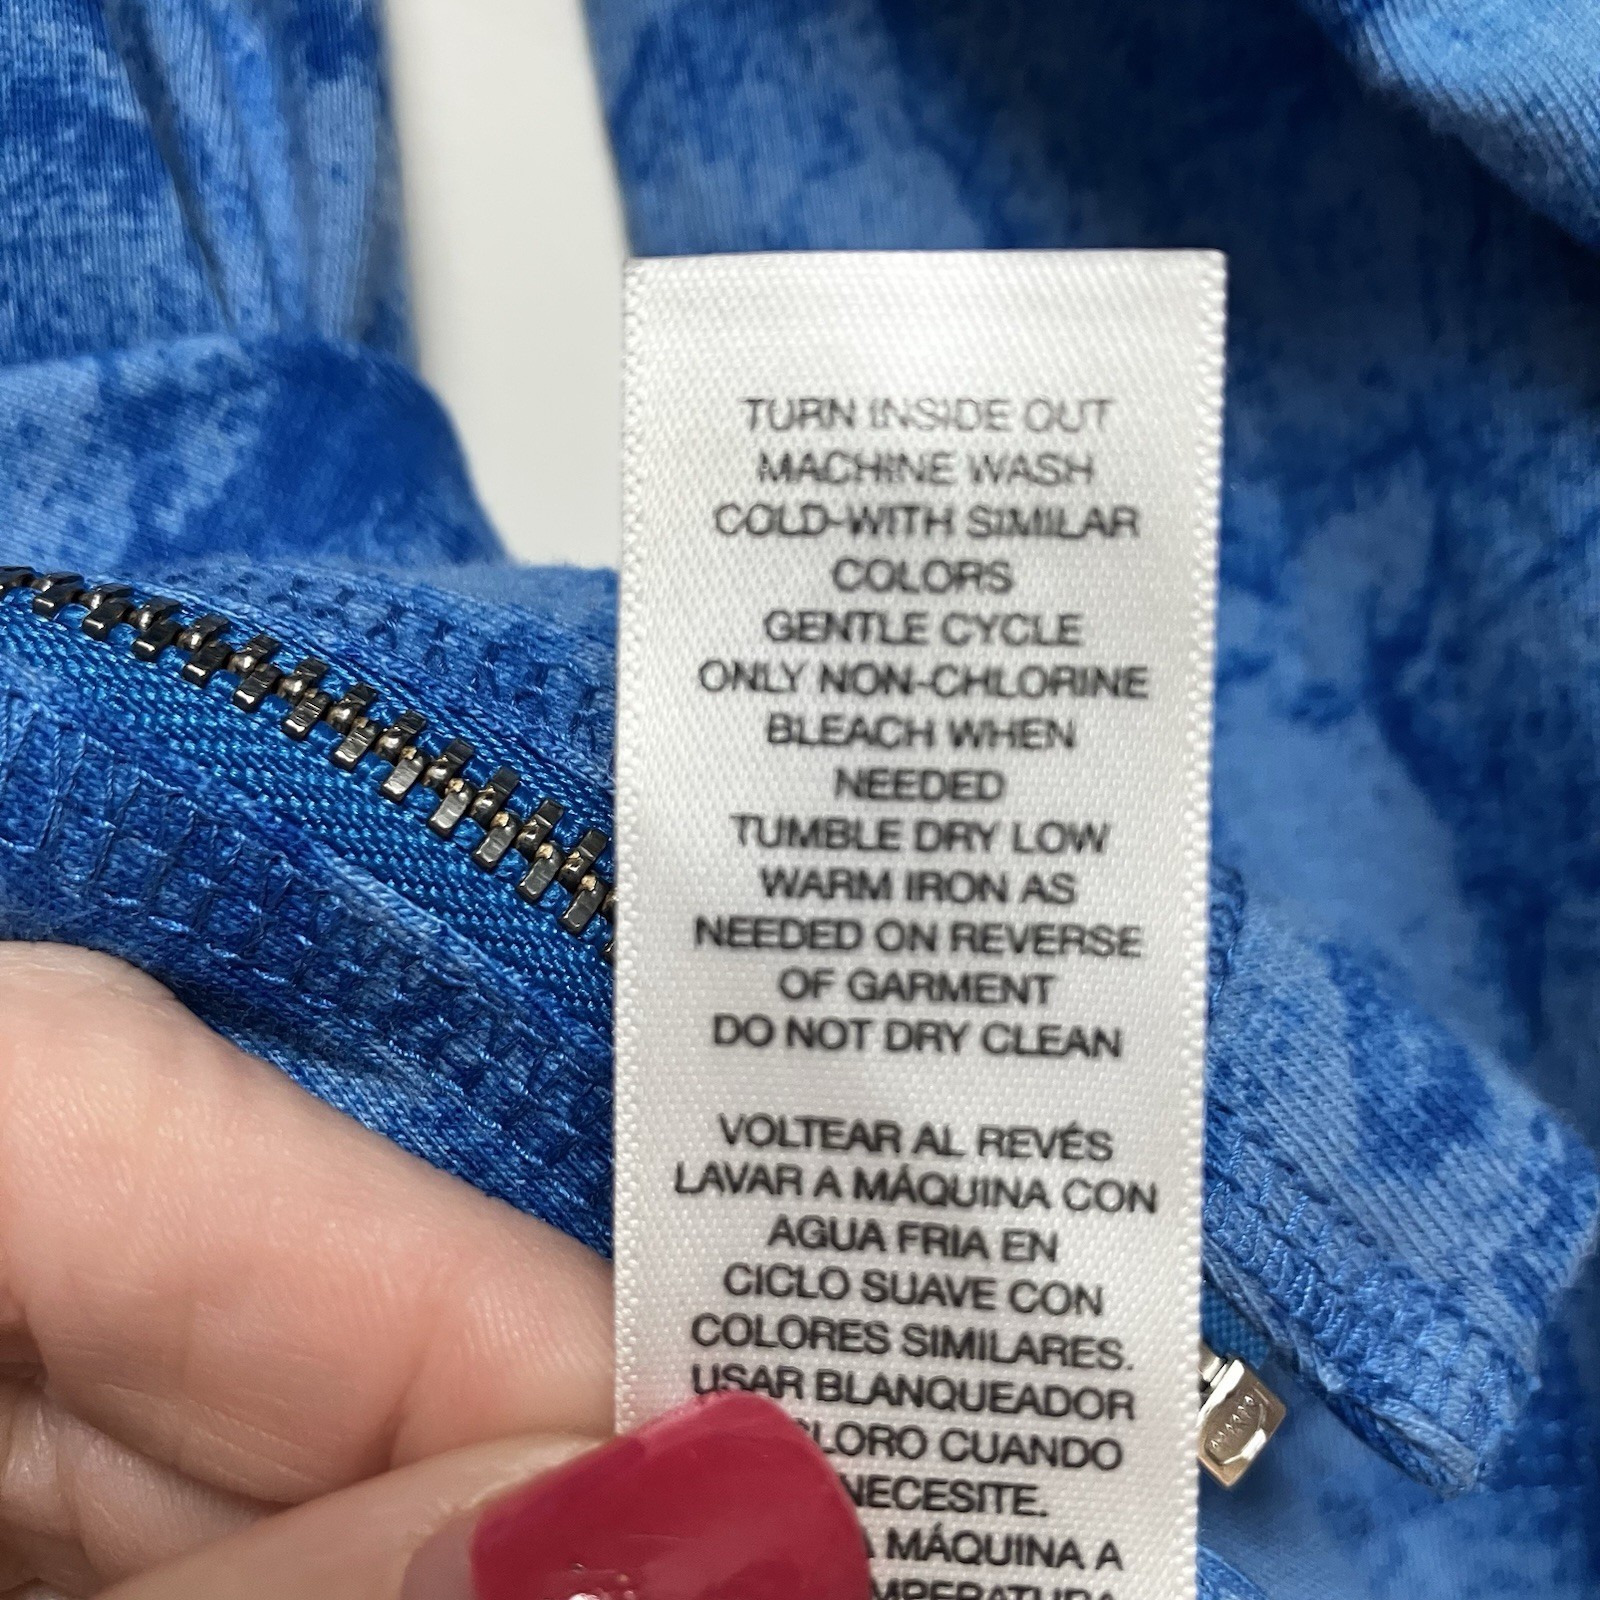 TURN INSIDE OUT
MACHINE WASH
COLD-WITH SIMILAR
COLORS
GENTLE CYCLE
ONLY NON-CHLORINE
BLEACH WHEN
NEEDED
TUMBLE DRY LOW
WARM IRON AS
NEEDED ON REVERSE
OF GARMENT
DO NOT DRY CLEAN
VOLTEAR AL REVÉS
LAVAR A MÁQUINA CON
AGUA FRIA EN
CICLO SUAVE CON
COLORES SIMILARES.
USAR BLANQUEADOR
CLORO CUANDO
NECESITE.
MÁQUINA A